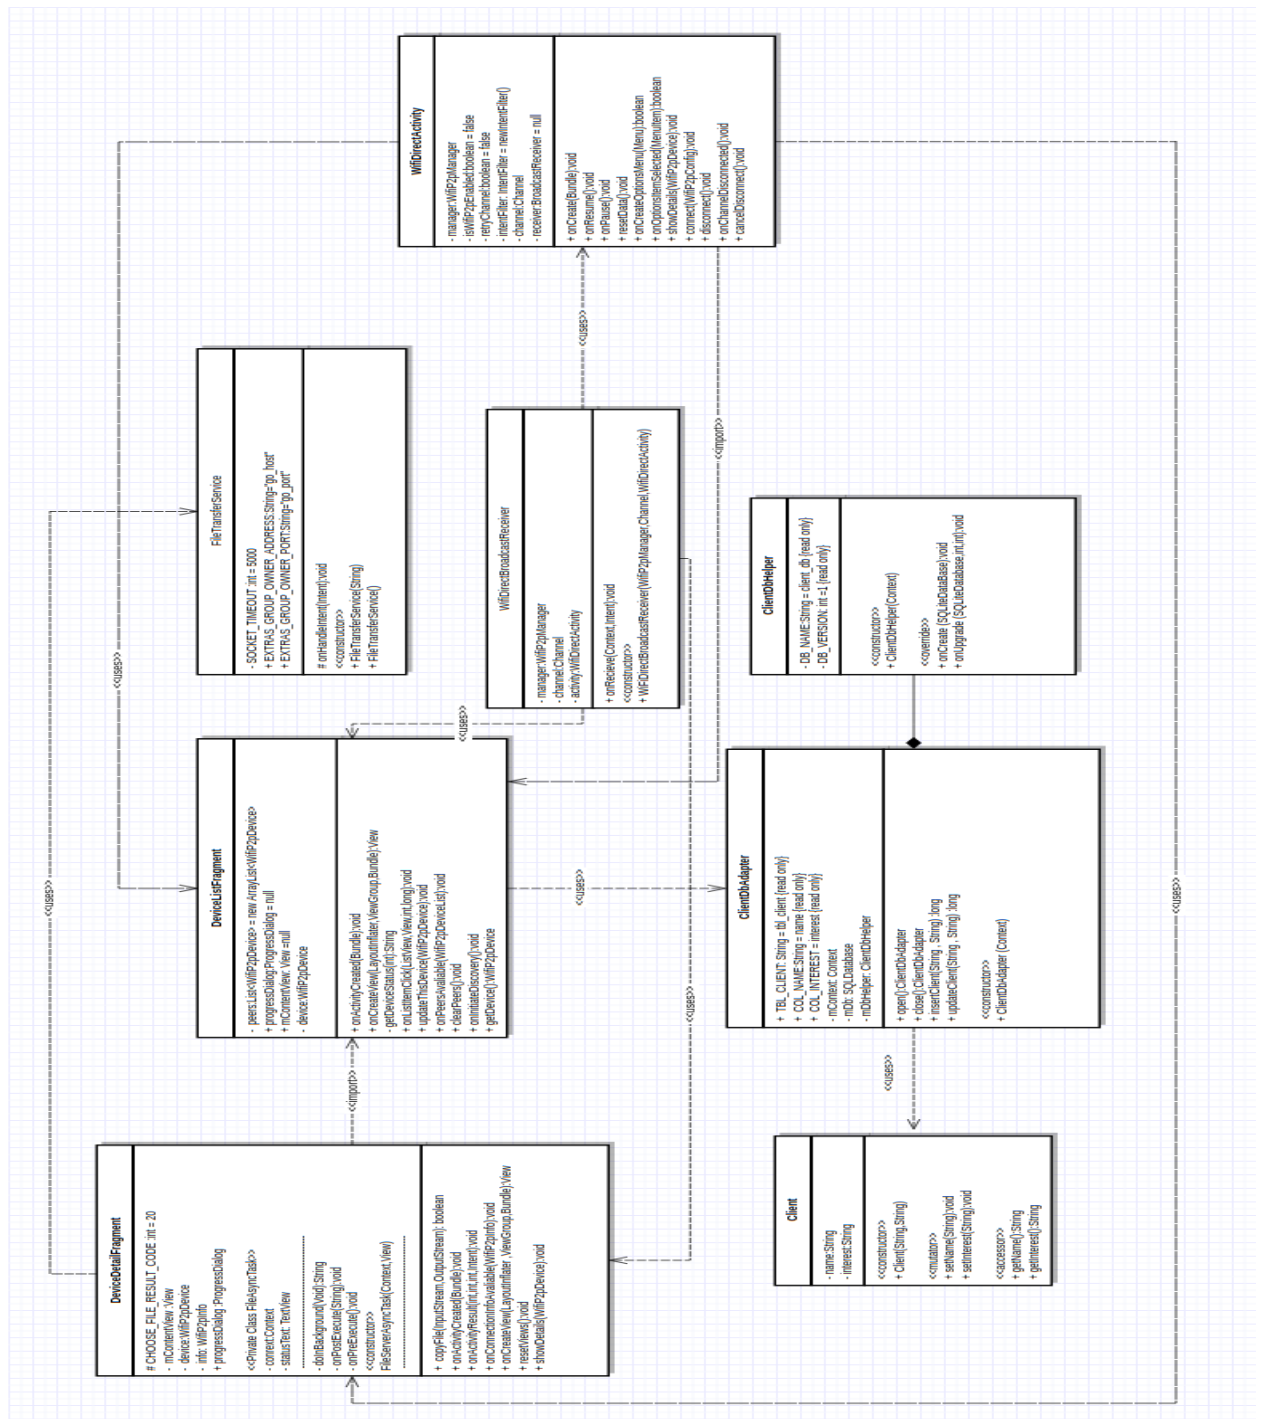 WifiDirectActivity
- manager:WifiP2pManager
- isWifiP2pEnabled:boolean = false
- retryChannel:boolean = false
- intentFilter: IntentFilter = newIntentFilter()
- channel:Channel
- receiver:BroadcastReceiver = null
+ onCreate(Bundle):void
+ onResume():void
+ onPause():void
+ resetData():void
+ onCreateOptionsMenu(Menu):boolean
+ onOptionsItemSelected(MenuItem):boolean
+ showDetails(WifiP2pDevice):void
+ connect(WifiP2pConfig):void
+ disconnect():void
+ onChannelDisconnected():void
+ cancelDisconnect():void
FileTransferService
- SOCKET_TIMEOUT :int = 5000
+ EXTRAS_GROUP_OWNER_ADDRESS:String="go_host"
+ EXTRAS_GROUP_OWNER_PORT:String="go_port"
# onHandleIntent(Intent):void
<<constructor>>
+ FileTransferService(String)
+ FileTransferService()
WifiDirectBroadcastReceiver
- manager:WifiP2pManager
- channel:Channel
- activity:WifiDirectActivity
+ onRecieve(Context,Intent):void
<<constructor>>
+ WiFiDirectBroadcastReceiver(WifiP2pManager,Channel,WifiDirectActivity)
ClientDbHelper
- DB_NAME:String = client_db {read only}
- DB_VERSION: int =1 {read only}
<<constructor>>
+ ClientDbHelper(Context)
<<override>>
+ onCreate (SQLiteDataBase):void
+ onUpgrade (SQLiteDatabase,int,int):void
DeviceListFragment
- peers:List<WifiP2pDevice> = new ArrayList<WifiP2pDevice>
+ progressDialog:ProgressDialog = null
+ mContentView: View =null
- device:WifiP2pDevice
+ onActivityCreated(Bundle):void
+ onCreateView(LayoutInflater,ViewGroup,Bundle):View
- getDeviceStatus(int):String
+ onListItemClick(ListView,View,int,long):void
+ updateThisDevice(WifiP2pDevice):void
+ onPeersAvaliable(WifiP2pDeviceList):void
+ clearPeers():void
+ onInitiateDiscovery():void
+ getDevice():WifiP2pDevice
ClientDbAdapter
+ TBL_CLIENT: String = tbl_client {read only}
+ COL_NAME:String = name {read only}
+ COL_INTEREST = interest {read only}
- mContext: Context
- mDb: SQLDatabase
- mDbHelper: ClientDbHelper
+ open():ClientDbAdapter
+ close():ClientDbAdapter
+ insertClient(String , String) :long
+ updateClient(String , String) :long
<<constructor>>
+ ClientDbAdapter (Context)
DeviceDetailFragment
# CHOOSE_FILE_RESULT_CODE :int = 20
- mContentView :View
- device:WifiP2pDevice
- info: WifiP2pInfo
+ progressDialog :ProgressDialog
<<Private Class FileAsyncTask>>
- context:Context
- statusText: TextView
- doInBackground(Void):String
- onPostExecute(String):void
- onPreExecute():void
<<constructor>>
FileServerAsyncTask(Context,View)
+ copyFile(InputStream,OutputStream): boolean
+ onActivityCreated(Bundle):void
+ onActivityResult(int,int,Intent):void
+ onConnectionInfoAvaliable(WifiP2pInfo):void
+ onCreateView(LayoutInflater ,ViewGroup,Bundle):View
+ resetViews():void
+ showDetails(WifiP2pDevice):void
Client
- name:String
- interest:String
<<constructor>>
+ Client(String,String)
<<mutator>>
+ setName(String):void
+ setInterest(String):void
<<accessor>>
+ getName():String
+ getInterest():String
<<uses>>
<<uses>>
<<uses>>
<<import>>
<<uses>>
<<uses>>
<<uses>>
<<uses>>
<<import>>
<<uses>>